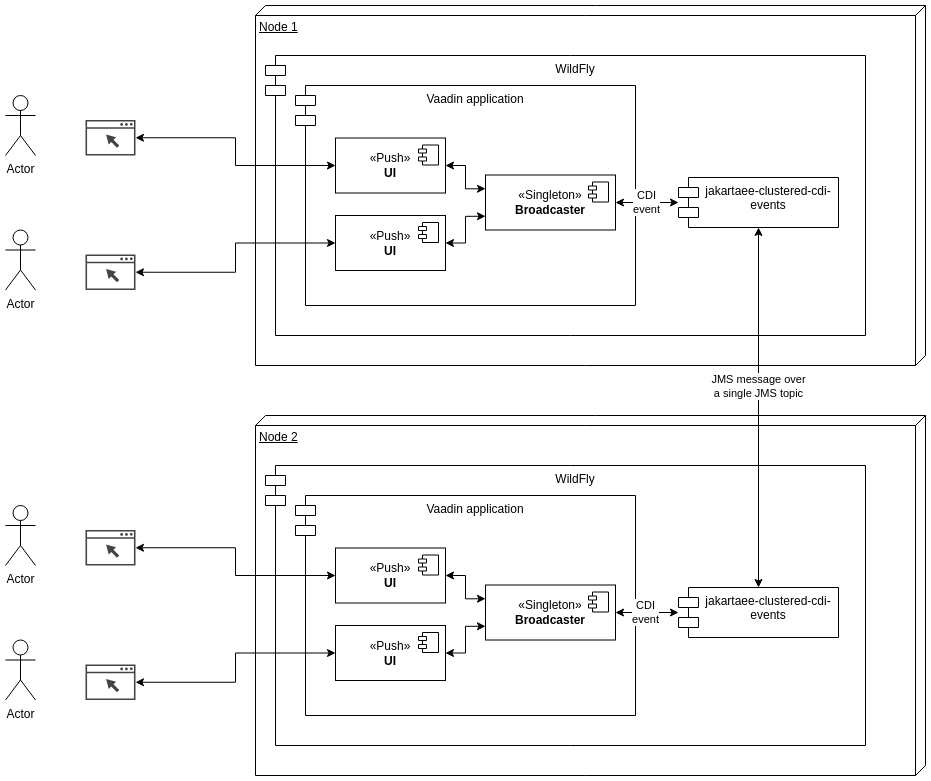 Node 1
WildFly
Vaadin application
Actor
«Push»
UI
«Singleton»
Broadcaster
CDI
event
jakartaee-clustered-cdi-
events
«Push»
UI
Actor
JMS message over
a single JMS topic
Node 2
WildFly
Vaadin application
Actor
«Push»
UI
«Singleton»
Broadcaster
CDI
event
jakartaee-clustered-cdi-
events
«Push»
UI
Actor